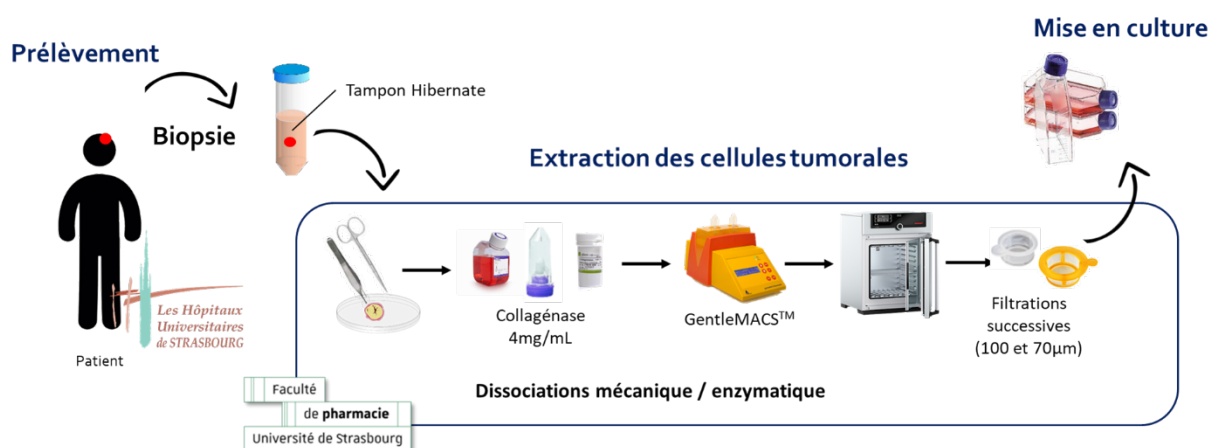 Prélèvement
Mise en culture
Tampon Hibernate
Biopsie
Extraction des cellules tumorales
Les Hôpitaux
Universitaires
de STRASBOURG
Patient
Collagénase
4mg/mL
GentleMACS™
Filtrations
successives
(100 et 70µm)
Dissociations mécanique / enzymatique
Faculté
de pharmacie
Université de Strasbourg